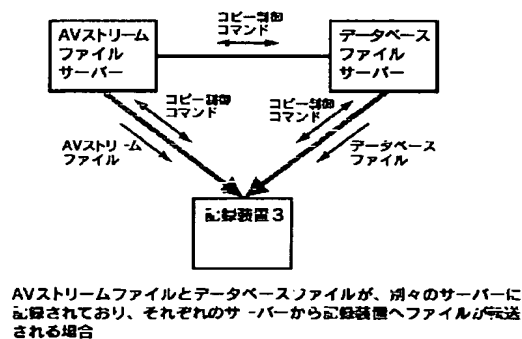 コピー制御
コマンド
AVストリーム
ファイル
サーバー
データベース
ファイル
サーバー
コピー制御
コマンド
コピー制御
コマンド
AVストリーム
ファイル
データベース
ファイル
記録装置3
AVストリームファイルとデータベースファイルが、別々のサーバーに
記録されており、それぞれのサーバーから記録装置へファイルが転送
される場合